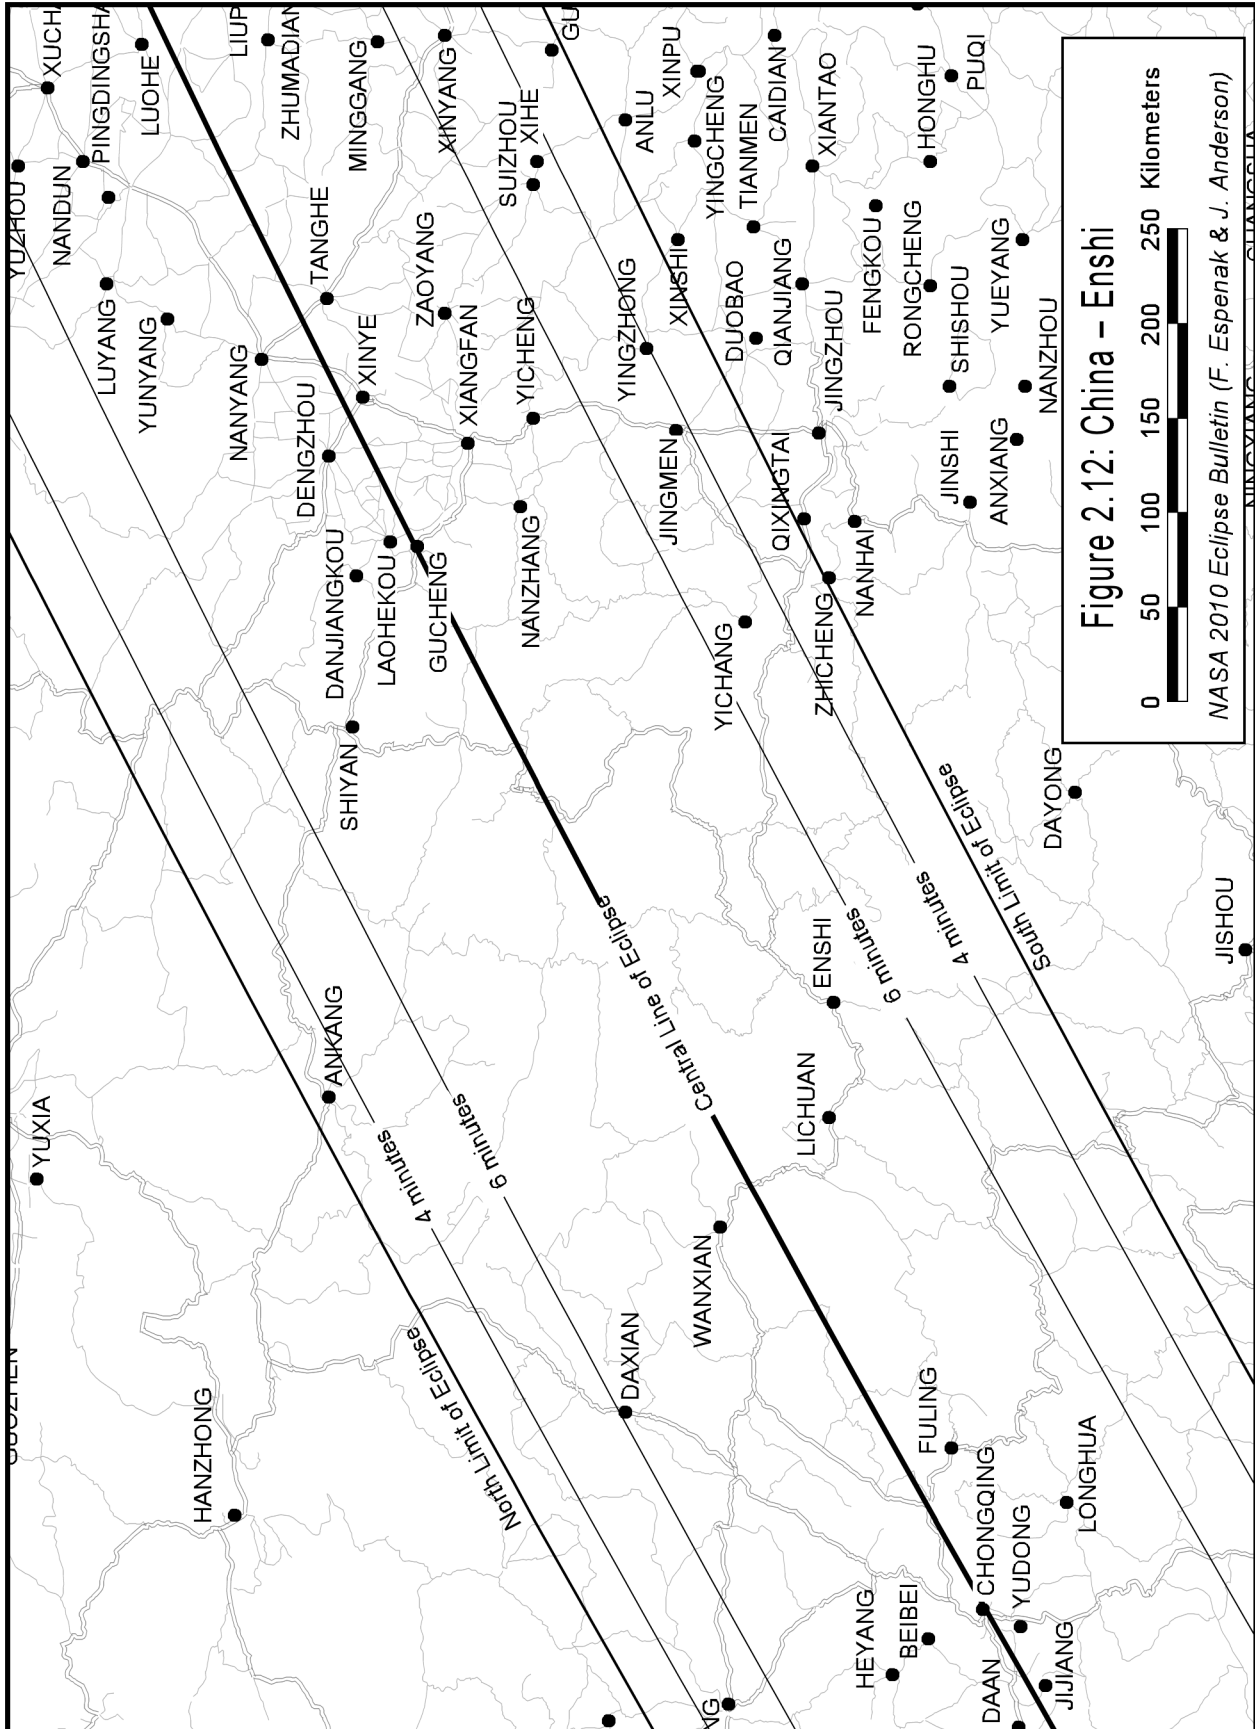 YUXIA
HANZHONG
ANKANG
North Limit of Eclipse
4 minutes
6 minutes
Central Line of Eclipse
6 minutes
4 minutes
South Limit of Eclipse
DAXIAN
WANXIAN
LICHUAN
ENSHI
FULING
CHONGQING
YUDONG
LONGHUA
HEYANG
BEIBEI
DAAN
JIJIANG
SHIYAN
DANJIANGKOU
LAOHEKOU
GUCHENG
NANZHANG
YICHANG
ZHICHENG
NANHAI
QIXINGTAI
JINGMEN
DENGZHOU
NANYANG
XINYE
XIANGFAN
YICHENG
YINGZHONG
ZAOYANG
TANGHE
YUNYANG
LUYANG
NANDUN
YUZHOU
XUCH
PINGDINGSHA
LUOHE
LIUP
ZHUMADIAN
MINGGANG
XINYANG
SUIZHOU
XIHE
GU
ANLU
XINPU
YINGCHENG
TIANMEN
CAIDIAN
XIANTAO
HONGHU
PUQI
XINSHI
DUOBAO
QIANJIANG
JINGZHOU
FENGKOU
RONGCHENG
SHISHOU
YUEYANG
NANZHOU
JINSHI
ANXIANG
DAYONG
JISHOU
NG
Figure 2.12: China – Enshi
0 50 100 150 200 250 Kilometers
NASA 2010 Eclipse Bulletin (F. Espenak & J. Anderson)